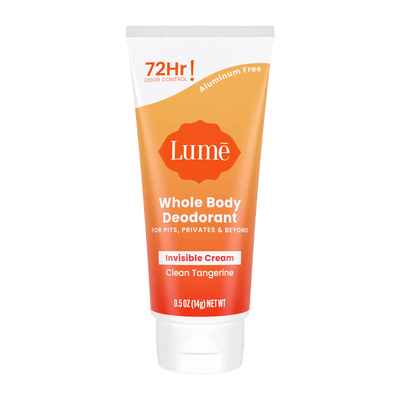 72Hr!
ODOR CONTROL
Aluminum Free
Lumē
Whole Body
Deodorant
FOR PITS, PRIVATES & BEYOND
Invisible Cream
Clean Tangerine
0.5 OZ (14g) NET WT